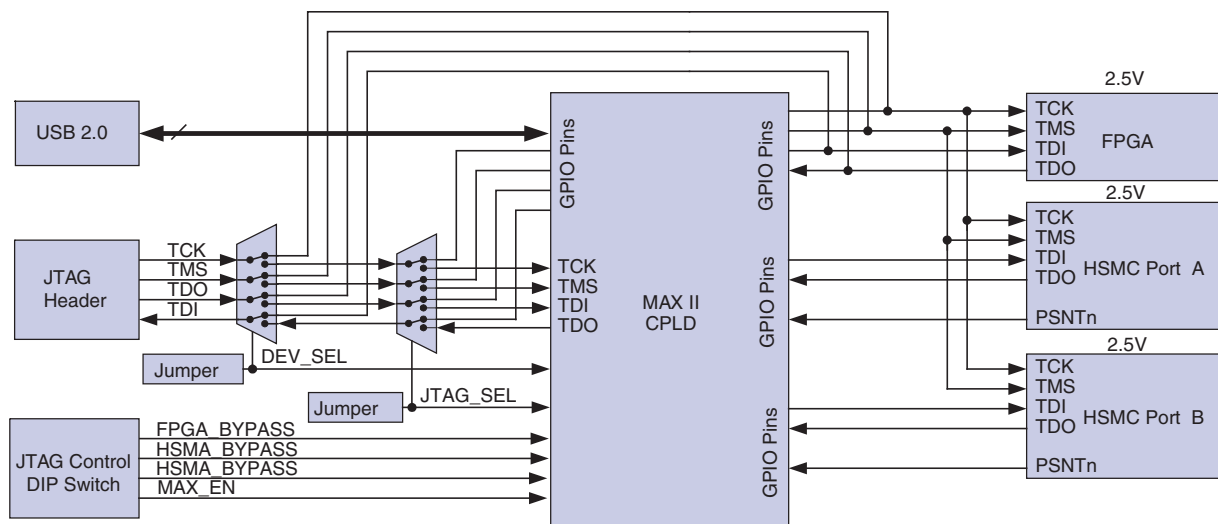 USB 2.0
JTAG
Header
TCK
TMS
TDO
TDI
Jumper
DEV_SEL
Jumper
JTAG_SEL
JTAG Control
DIP Switch
FPGA_BYPASS
HSMA_BYPASS
HSMA_BYPASS
MAX_EN
GPIO Pins
TCK
TMS
TDI
TDO
MAX II
CPLD
GPIO Pins
GPIO Pins
GPIO Pins
2.5V
TCK
TMS
TDI
TDO
FPGA
2.5V
TCK
TMS
TDI
TDO
PSNTn
HSMC Port A
2.5V
TCK
TMS
TDI
TDO
PSNTn
HSMC Port B